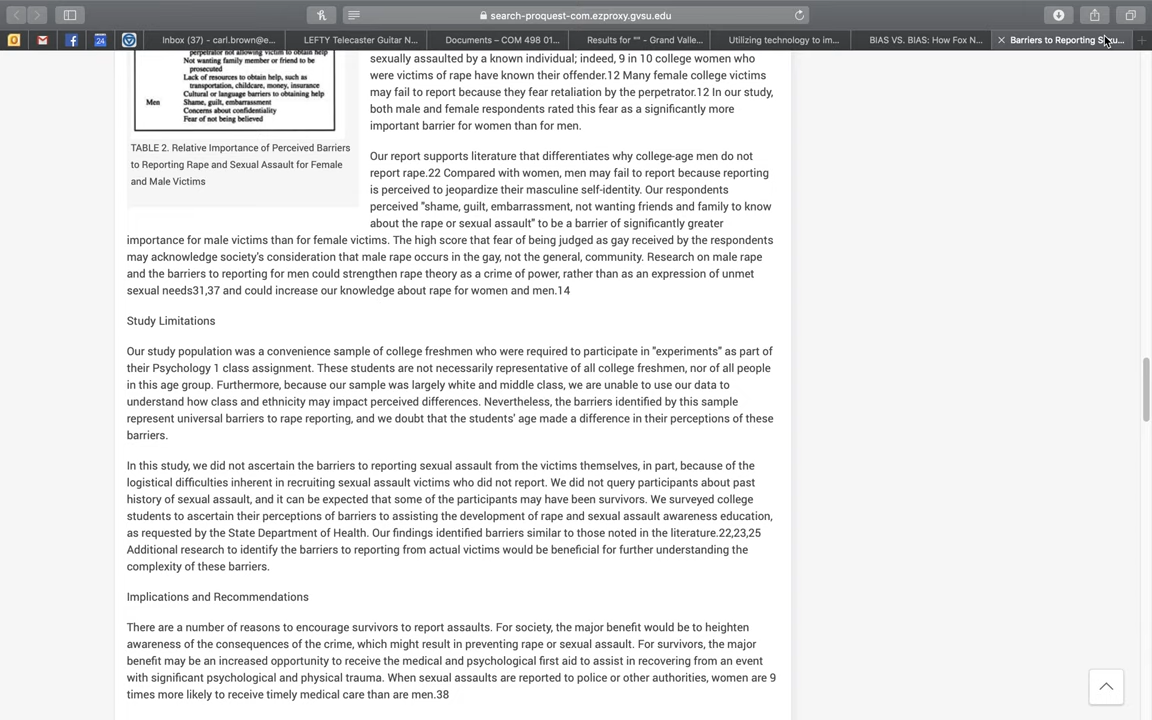 search-proquest-com.ezproxy.gvsu.edu
24
Inbox (37) - carl.brown@e...
LEFTY Telecaster Guitar N...
Documents – COM 498 01...
Results for "" - Grand Valle...
Utilizing technology to im...
BIAS VS. BIAS: How Fox N...
Barriers to Reporting
perpetrator not allowing victim to obtain help
Not wanting family member or friend to be
prosecuted
Lack of resources to obtain help, such as
transportation, childcare, money, insurance
Cultural or language barriers to obtaining help
Men Shame, guilt, embarrassment
Concerns about confidentiality
Fear of not being believed
TABLE 2. Relative Importance of Perceived Barriers
to Reporting Rape and Sexual Assault for Female
and Male Victims
sexually assaulted by a known individual; indeed, 9 in 10 college women who
were victims of rape have known their offender.12 Many female college victims
may fail to report because they fear retaliation by the perpetrator.12 In our study,
both male and female respondents rated this fear as a significantly more
important barrier for women than for men.
Our report supports literature that differentiates why college-age men do not
report rape.22 Compared with women, men may fail to report because reporting
is perceived to jeopardize their masculine self-identity. Our respondents
perceived "shame, guilt, embarrassment, not wanting friends and family to know
about the rape or sexual assault" to be a barrier of significantly greater
importance for male victims than for female victims. The high score that fear of being judged as gay received by the respondents
may acknowledge society's consideration that male rape occurs in the gay, not the general, community. Research on male rape
and the barriers to reporting for men could strengthen rape theory as a crime of power, rather than as an expression of unmet
sexual needs31,37 and could increase our knowledge about rape for women and men.14
Study Limitations
Our study population was a convenience sample of college freshmen who were required to participate in "experiments" as part of
their Psychology 1 class assignment. These students are not necessarily representative of all college freshmen, nor of all people
in this age group. Furthermore, because our sample was largely white and middle class, we are unable to use our data to
understand how class and ethnicity may impact perceived differences. Nevertheless, the barriers identified by this sample
represent universal barriers to rape reporting, and we doubt that the students' age made a difference in their perceptions of these
barriers.
In this study, we did not ascertain the barriers to reporting sexual assault from the victims themselves, in part, because of the
logistical difficulties inherent in recruiting sexual assault victims who did not report. We did not query participants about past
history of sexual assault, and it can be expected that some of the participants may have been survivors. We surveyed college
students to ascertain their perceptions of barriers to assisting the development of rape and sexual assault awareness education,
as requested by the State Department of Health. Our findings identified barriers similar to those noted in the literature.22,23,25
Additional research to identify the barriers to reporting from actual victims would be beneficial for further understanding the
complexity of these barriers.
Implications and Recommendations
There are a number of reasons to encourage survivors to report assaults. For society, the major benefit would be to heighten
awareness of the consequences of the crime, which might result in preventing rape or sexual assault. For survivors, the major
benefit may be an increased opportunity to receive the medical and psychological first aid to assist in recovering from an event
with significant psychological and physical trauma. When sexual assaults are reported to police or other authorities, women are 9
times more likely to receive timely medical care than are men.38